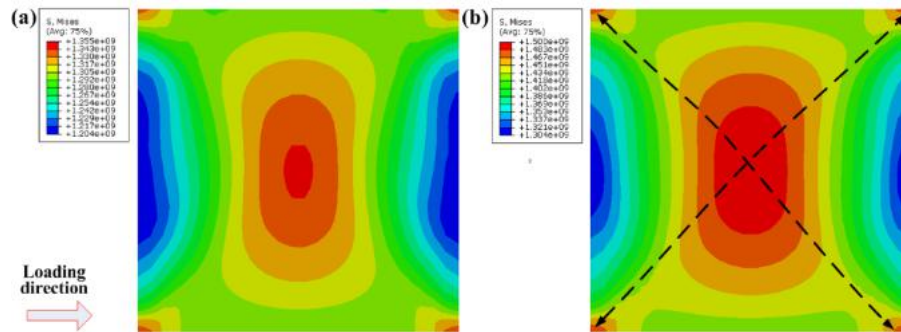 (a)
S, Mises
(Avg: 75%)
+1.355e+09
+1.343e+09
+1.330e+09
+1.317e+09
+1.305e+09
+1.292e+09
+1.280e+09
+1.267e+09
+1.254e+09
+1.242e+09
+1.229e+09
+1.217e+09
+1.204e+09
Loading
direction
(b)
S, Mises
(Avg: 75%)
+1.500e+09
+1.483e+09
+1.467e+09
+1.451e+09
+1.434e+09
+1.418e+09
+1.402e+09
+1.386e+09
+1.369e+09
+1.353e+09
+1.337e+09
+1.321e+09
+1.304e+09